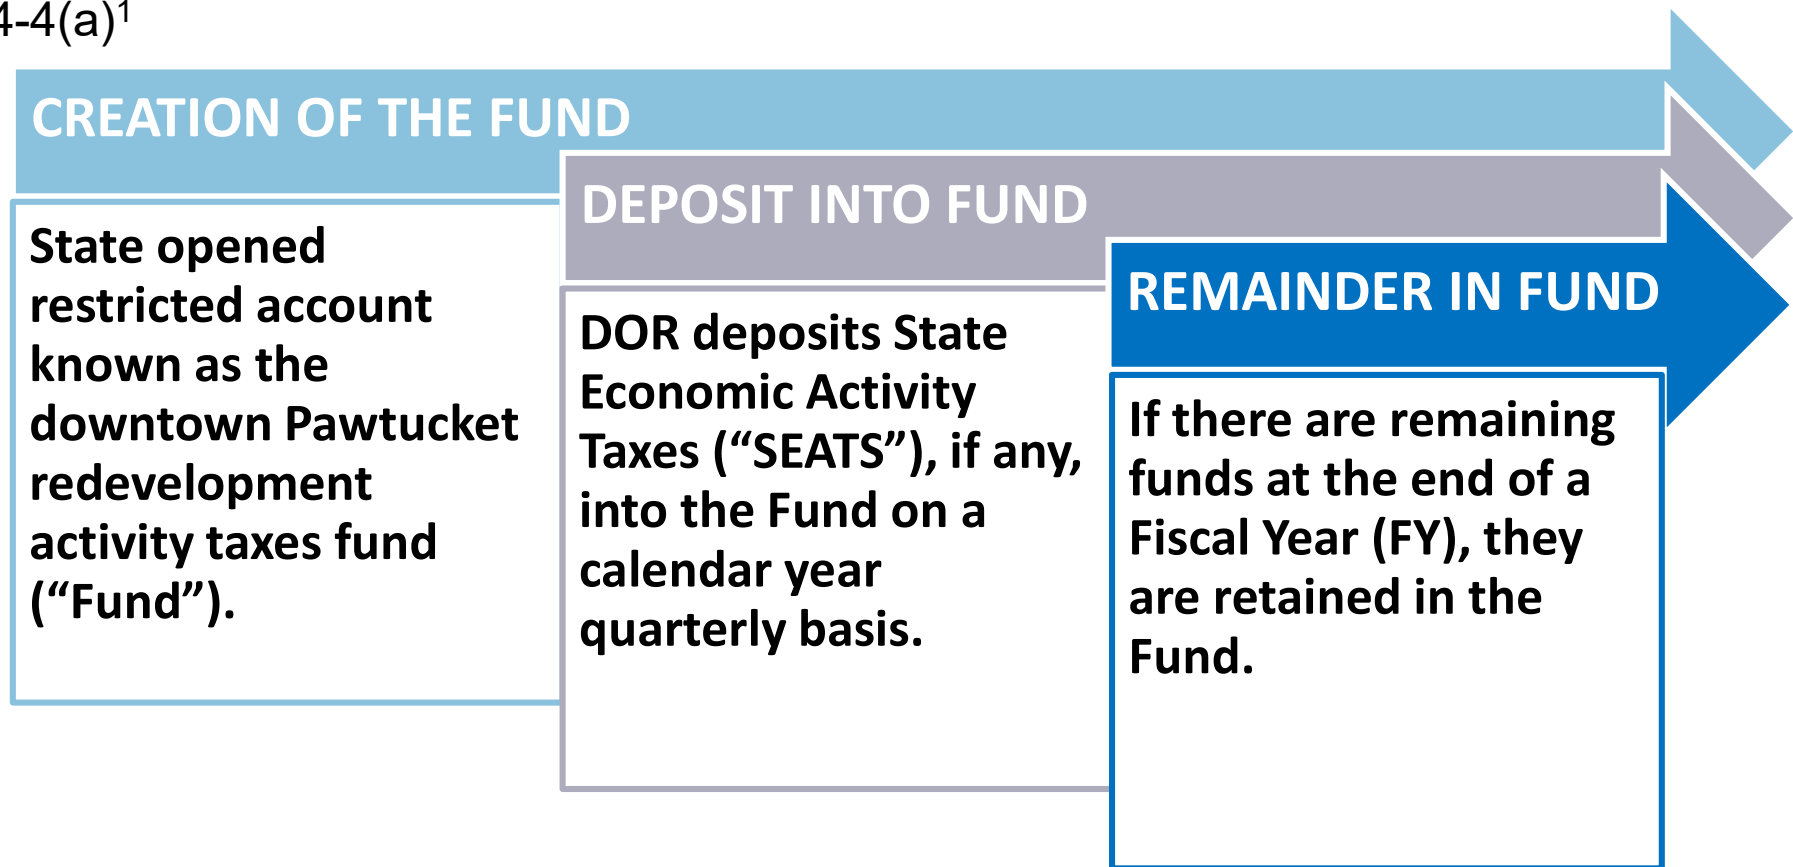 4-4(a)¹
CREATION OF THE FUND
State opened
restricted account
known as the
downtown Pawtucket
redevelopment
activity taxes fund
(“Fund”).
DEPOSIT INTO FUND
DOR deposits State
Economic Activity
Taxes (“SEATS”), if any,
into the Fund on a
calendar year
quarterly basis.
REMAINDER IN FUND
If there are remaining
funds at the end of a
Fiscal Year (FY), they
are retained in the
Fund.